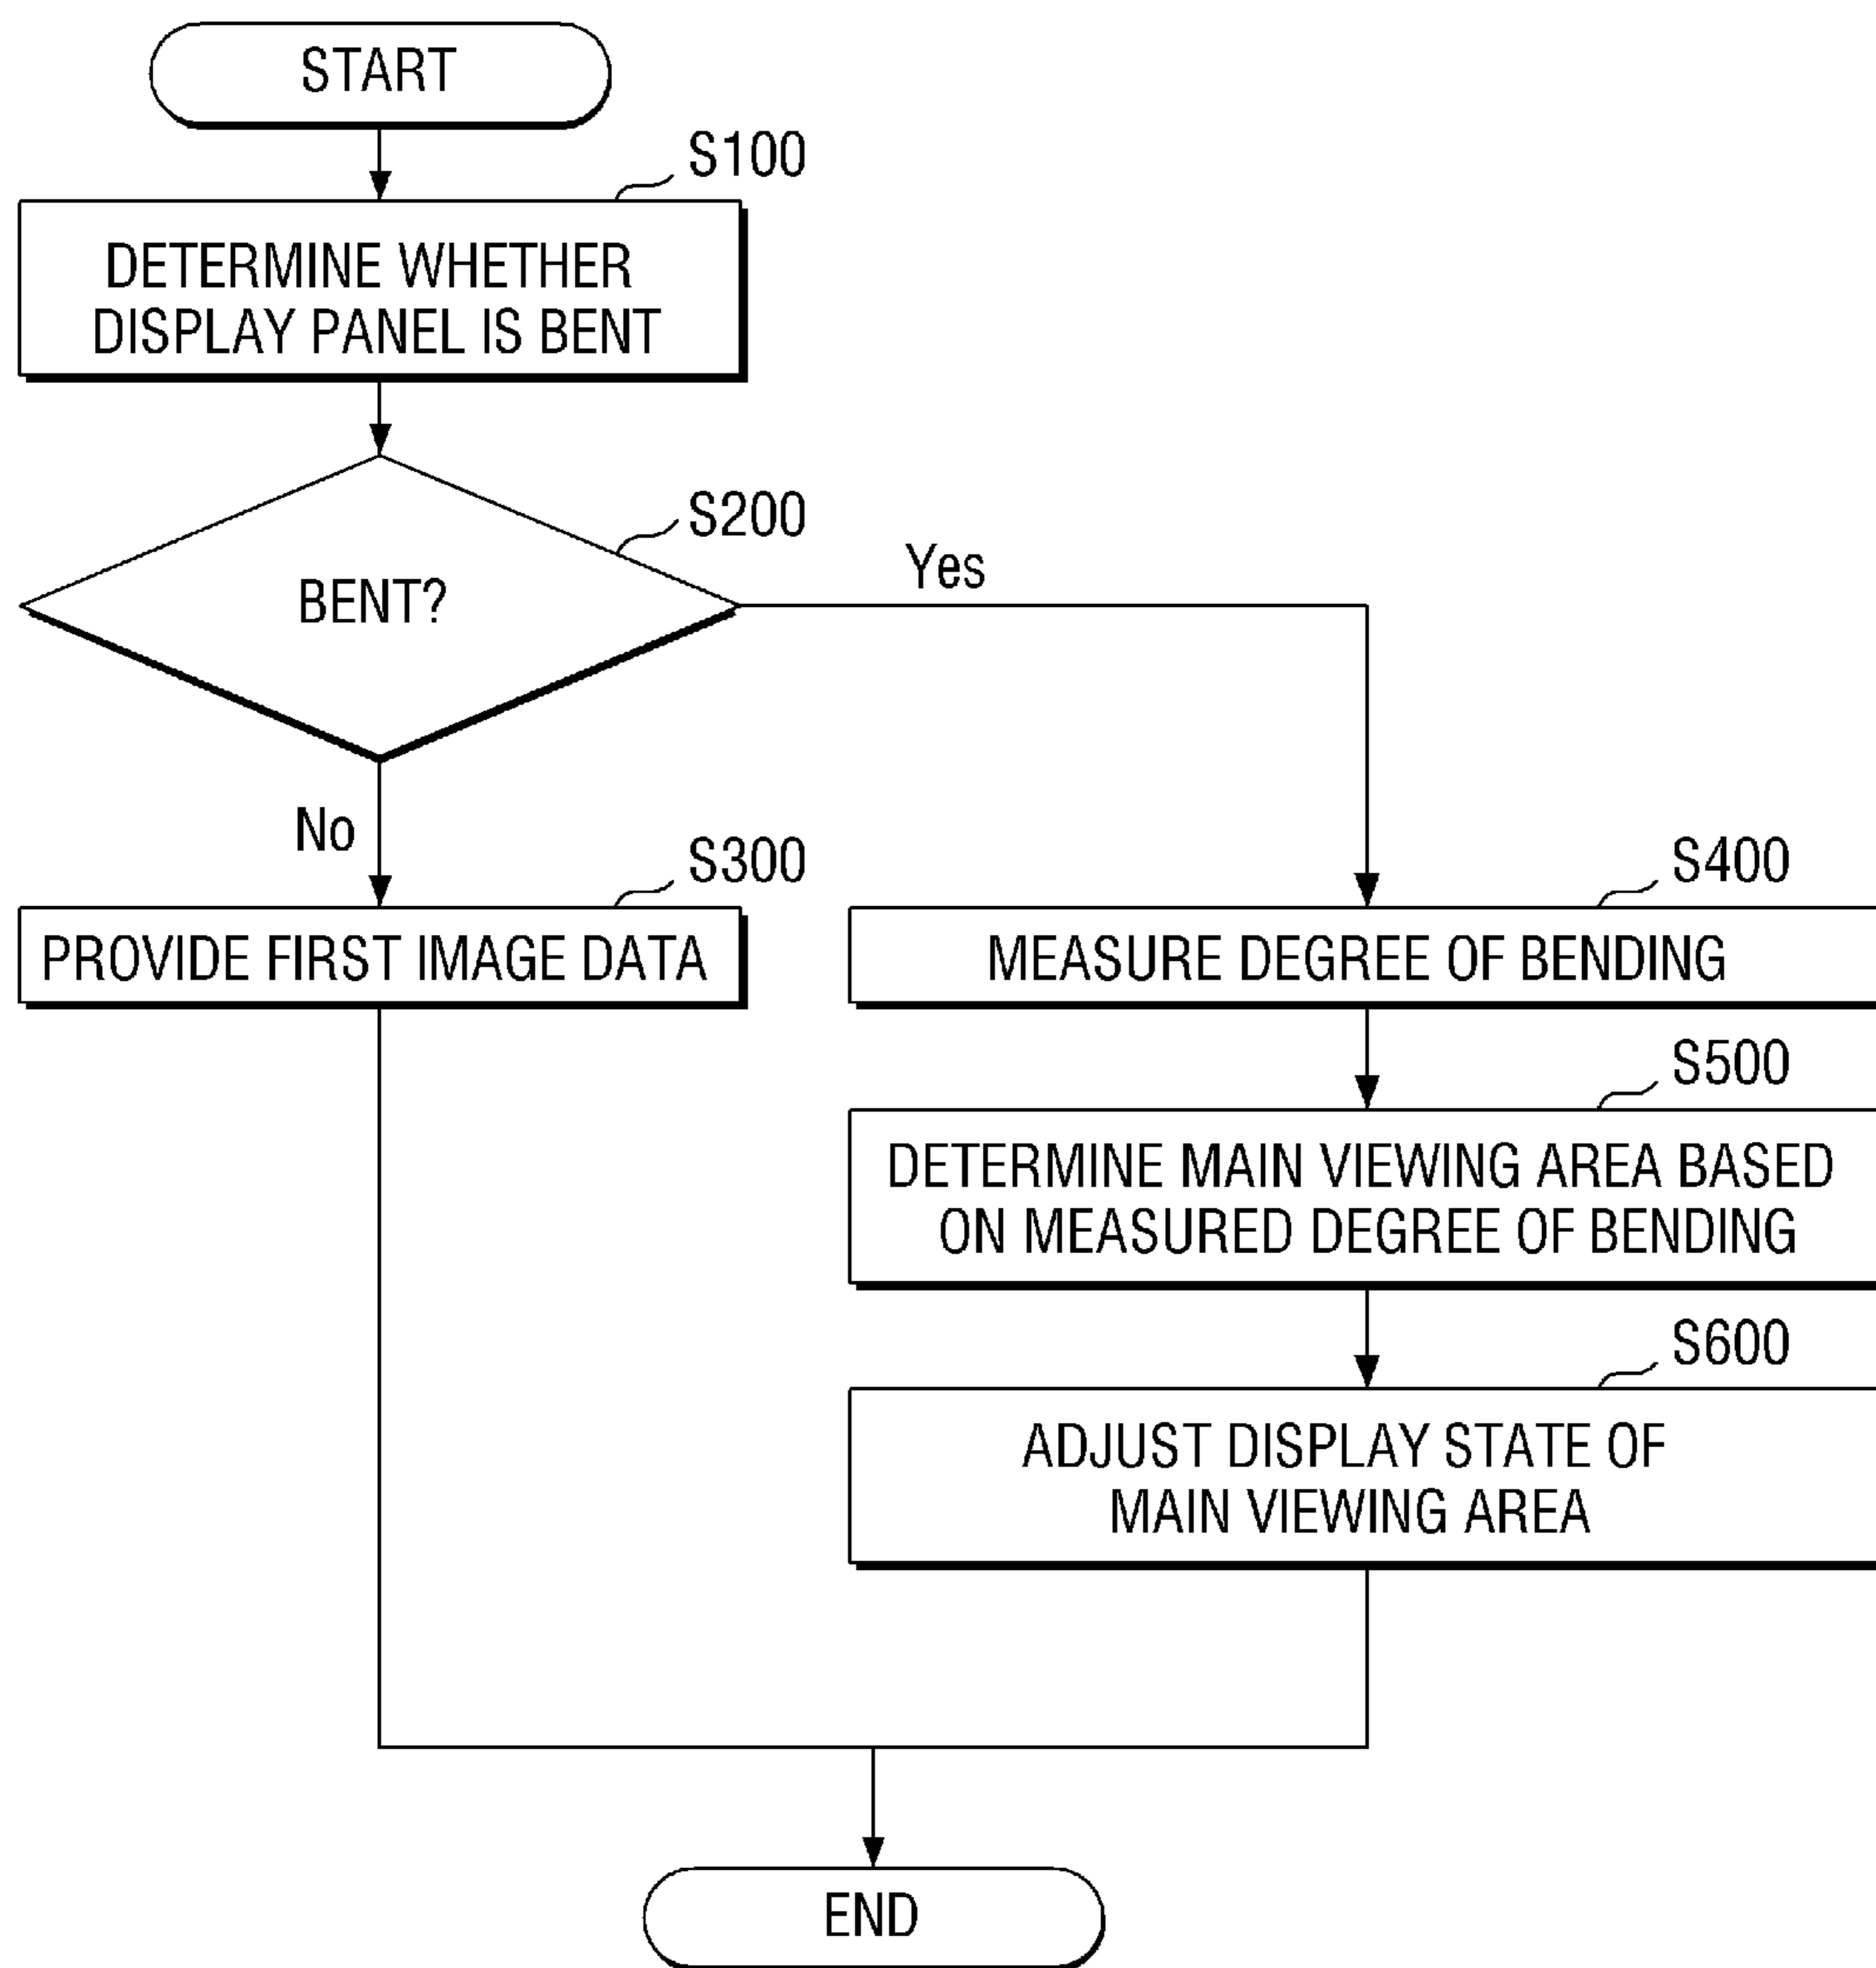 START
S100
DETERMINE WHETHER
DISPLAY PANEL IS BENT
S200
BENT?
Yes
No
S300
PROVIDE FIRST IMAGE DATA
S400
MEASURE DEGREE OF BENDING
S500
DETERMINE MAIN VIEWING AREA BASED
ON MEASURED DEGREE OF BENDING
S600
ADJUST DISPLAY STATE OF
MAIN VIEWING AREA
END